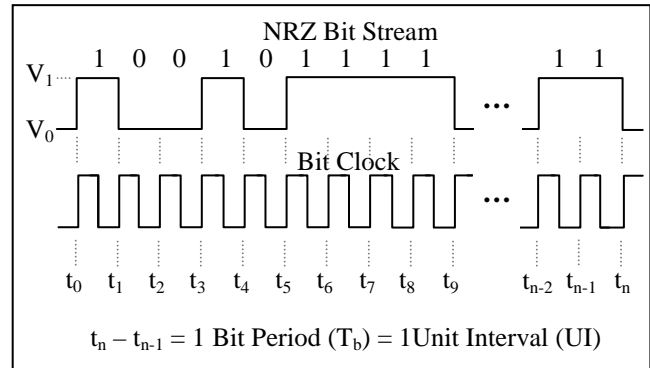 NRZ Bit Stream
1 0 0 1 0 1 1 1 1 1 1
V1
V0
...
Bit Clock
...
t0 t1 t2 t3 t4 t5 t6 t7 t8 t9 tn-2 tn-1 tn
tn – tn-1 = 1 Bit Period (Tb) = 1Unit Interval (UI)